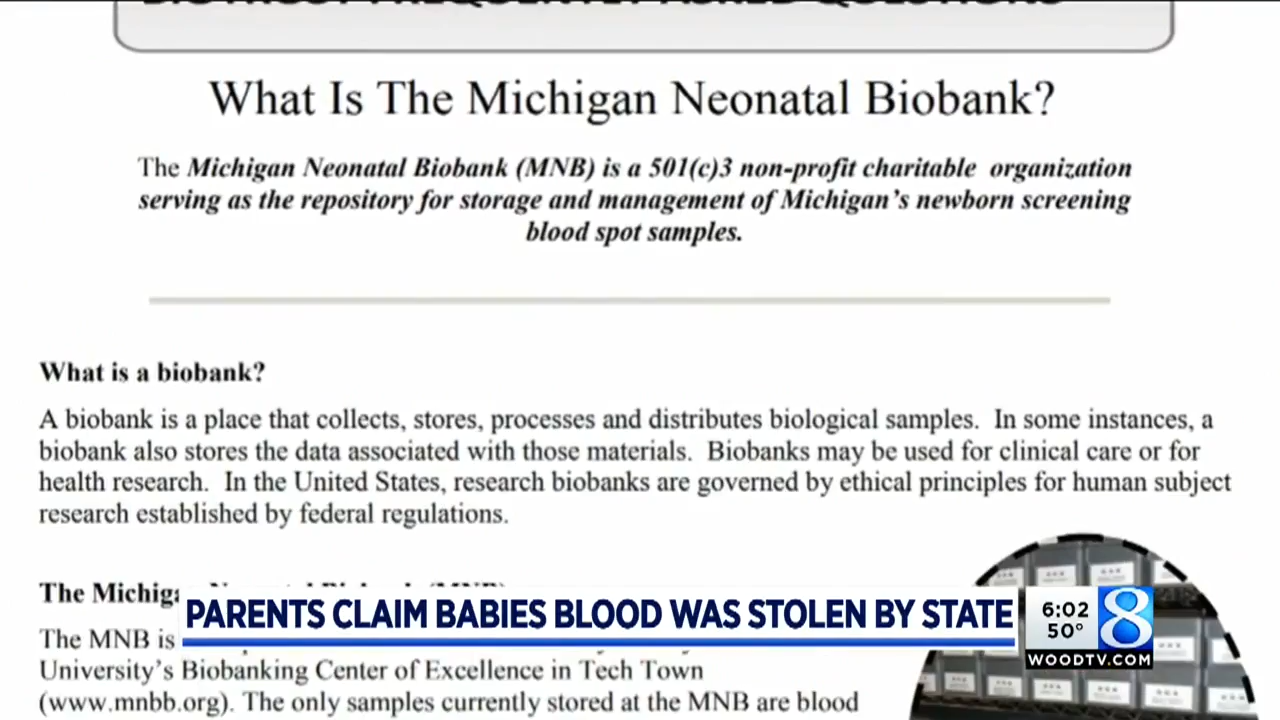 What Is The Michigan Neonatal Biobank?
The Michigan Neonatal Biobank (MNB) is a 501(c)3 non-profit charitable organization
serving as the repository for storage and management of Michigan's newborn screening
blood spot samples.
What is a biobank?
A biobank is a place that collects, stores, processes and distributes biological samples. In some instances, a
biobank also stores the data associated with those materials. Biobanks may be used for clinical care or for
health research. In the United States, research biobanks are governed by ethical principles for human subject
research established by federal regulations.
The
PARENTS CLAIM BABIES BLOOD WAS STOLEN BY STATE
6:02
50°
8
WOODTV.COM
The MNB is
University's Biobanking Center of Excellence in Tech Town
(www.mnbb.org). The only samples currently stored at the MNB are blood